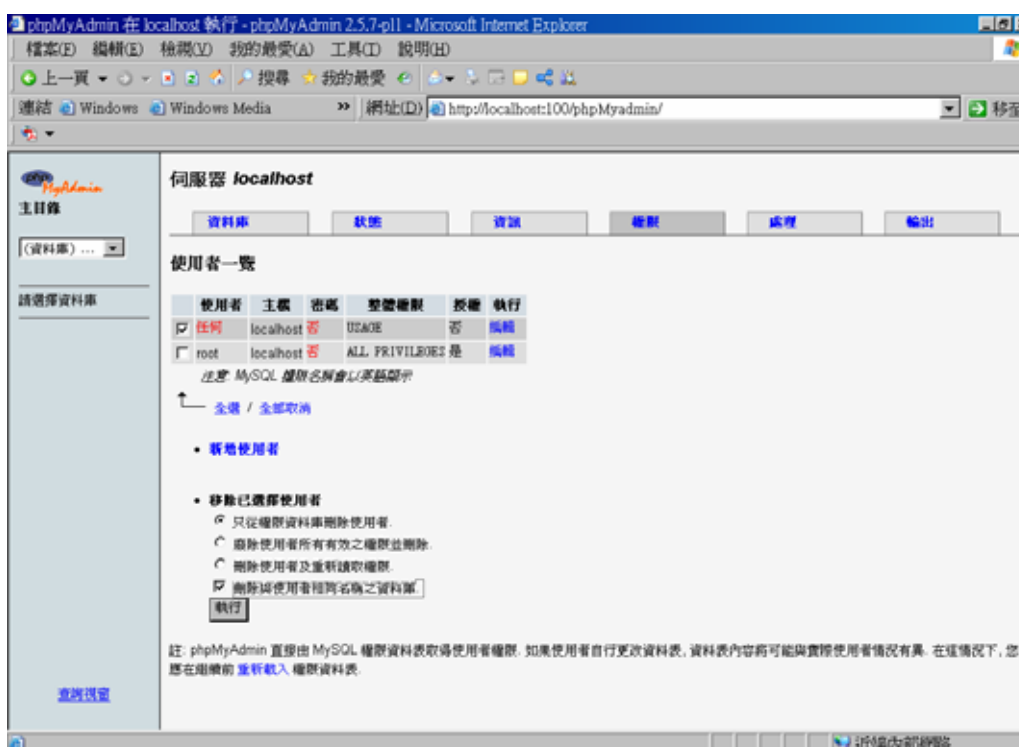 phpMyAdmin 在 localhost 執行 - phpMyAdmin 2.5.7-pl1 - Microsoft Internet Explorer
檔案(F) 編輯(E) 檢視(V) 我的最愛(A) 工具(T) 說明(H)
上一頁 搜尋 我的最愛
連結 Windows Windows Media » 網址(D) http://localhost:100/phpMyadmin/ 移至
php
MyAdmin
主目錄
(資料庫) ...
請選擇資料庫
查詢視窗
伺服器 localhost
資料庫 狀態 資訊 權限 處理 輸出
使用者一覽
使用者 主機 密碼 整體權限 授權 執行
任何 localhost 否 USAGE 否 編輯
root localhost 否 ALL PRIVILEGES 是 編輯
注意: MySQL 權限名稱會以英語顯示
全選 / 全部取消
• 新增使用者
• 移除已選擇使用者
只從權限資料庫刪除使用者.
廢除使用者所有有效之權限並刪除.
刪除使用者及重新讀取權限.
刪除與使用者相同名稱之資料庫.
執行
註: phpMyAdmin 直接由 MySQL 權限資料表取得使用者權限. 如果使用者自行更改資料表, 資料表內容將可能與實際使用者情況有異. 在這情況下, 您
應在繼續前 重新載入 權限資料表.
近端內部網路